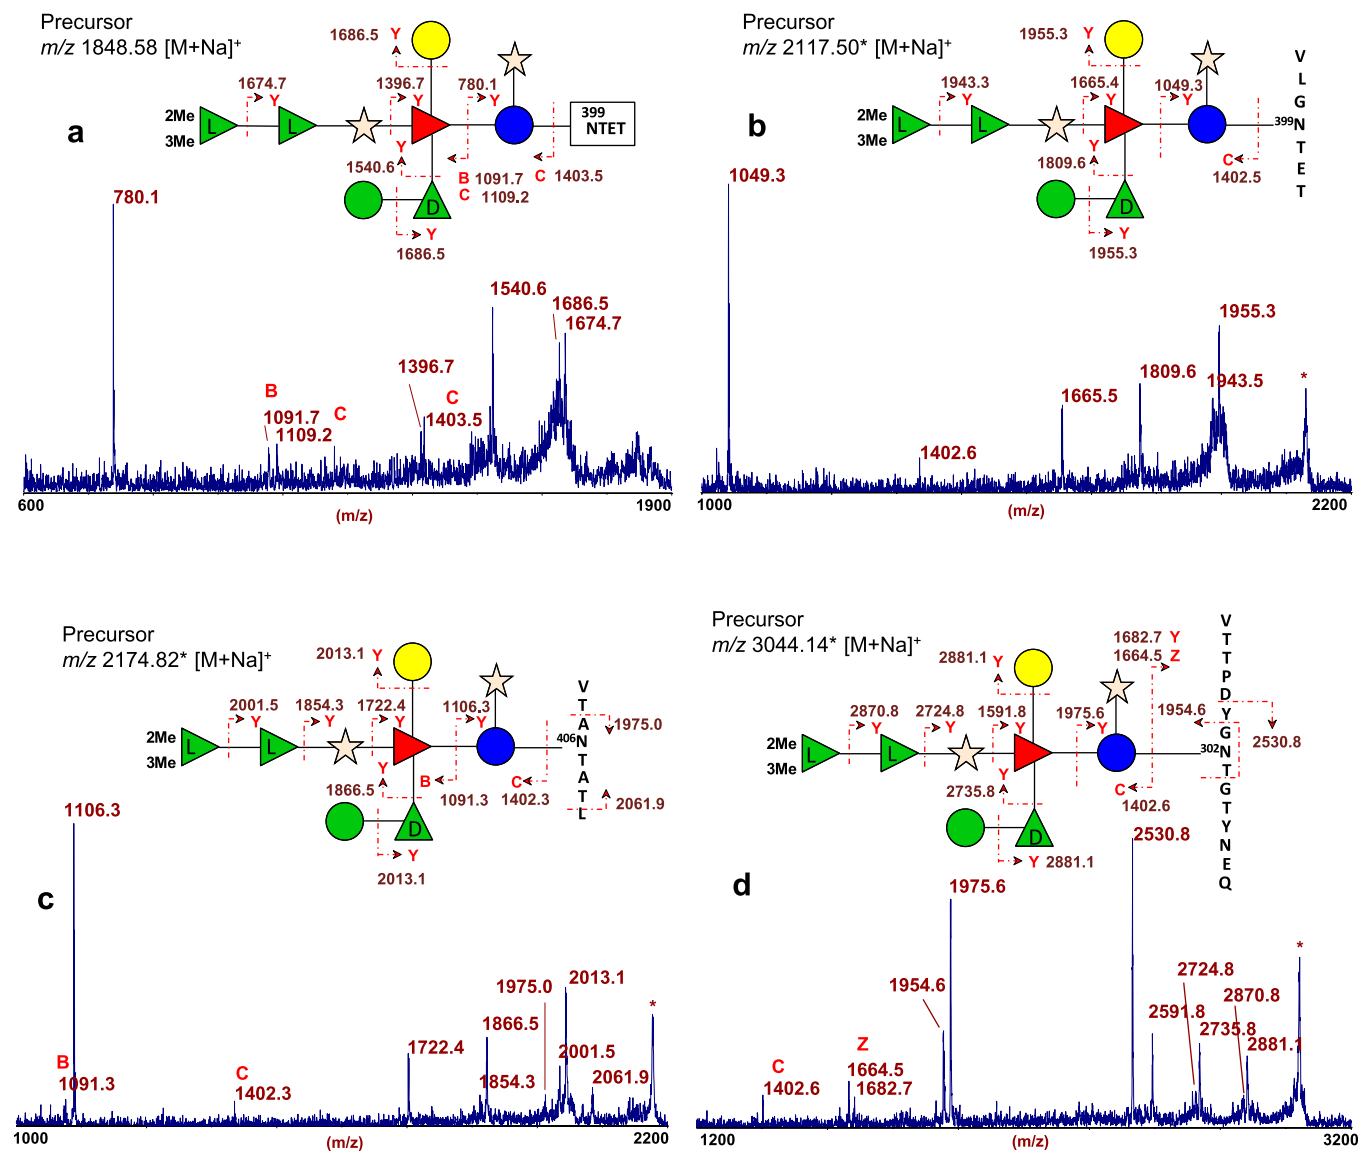 Precursor
m/z 1848.58 [M+Na]+
1686.5 Y
1674.7
Y
1396.7
Y
780.1
Y
2Me
3Me
L
L
399
NTET
a
Y
1540.6
B 1091.7
C 1109.2
C 1403.5
D
Y
1686.5
780.1
1540.6
1686.5
1674.7
1396.7
C
1403.5
B
1091.7
C
1109.2
600
1900
(m/z)
Precursor
m/z 2117.50* [M+Na]+
1955.3 Y
1943.3
Y
1665.4
Y
1049.3
Y
2Me
3Me
L
L
V
L
G
399N
T
E
T
b
Y
1809.6
C
1402.5
D
Y
1955.3
1049.3
1955.3
1809.6
1943.5
*
1665.5
1402.6
1000
2200
(m/z)
Precursor
m/z 2174.82* [M+Na]+
2013.1 Y
2001.5
Y
1854.3
Y
1722.4
Y
1106.3
Y
2Me
3Me
L
L
V
T
A
406 N
T
A
T
L
1975.0
2061.9
Y
1866.5
B
1091.3
C
1402.3
D
Y
2013.1
c
1106.3
2013.1
1975.0
*
1866.5
1722.4
2001.5
1854.3
2061.9
B
1091.3
C
1402.3
1000
2200
(m/z)
Precursor
m/z 3044.14* [M+Na]+
2881.1 Y
1682.7 Y
1664.5 Z
2870.8
Y
2724.8
Y
1591.8
Y
1975.6
Y
1954.6
2530.8
2Me
3Me
L
L
V
T
T
P
D
Y
G
302N
T
G
T
Y
N
E
Q
Y
2735.8
C
1402.6
D
Y 2881.1
d
2530.8
1975.6
*
1954.6
2724.8
2870.8
2591.8
2735.8
2881.1
Z
1664.5
1682.7
C
1402.6
1200
3200
(m/z)